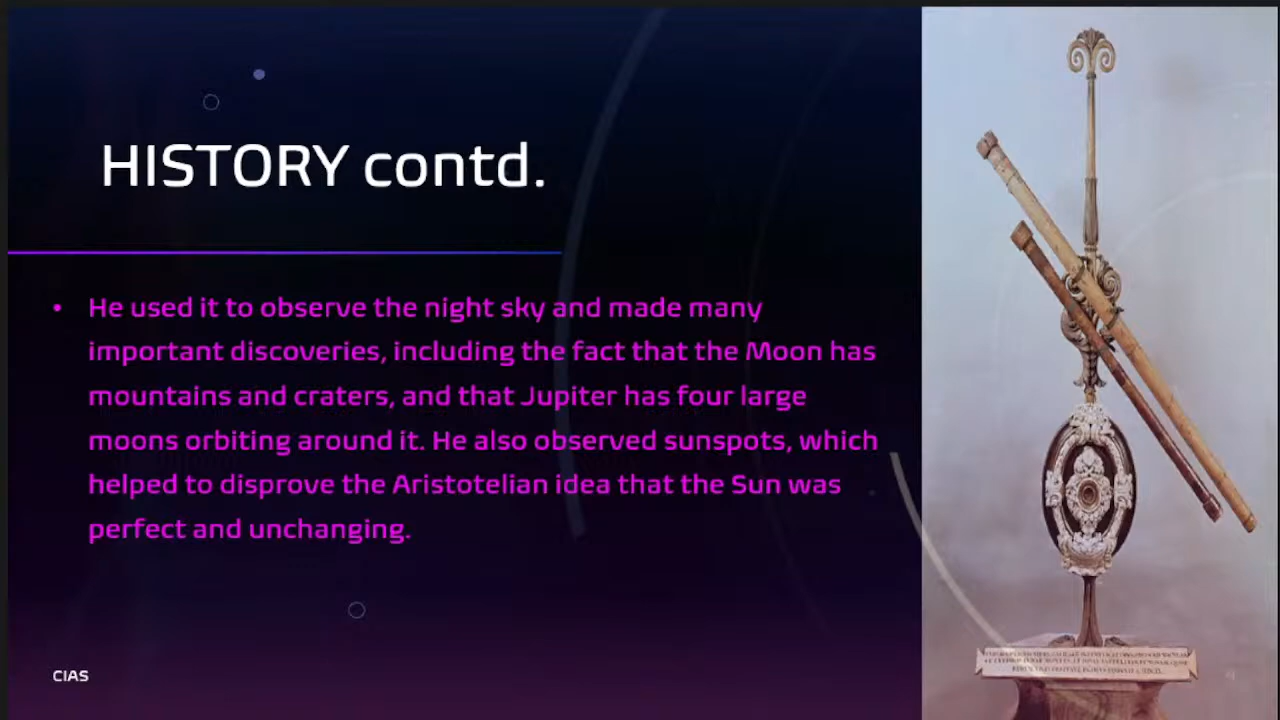 HISTORY contd.
• He used it to observe the night sky and made many
important discoveries, including the fact that the Moon has
mountains and craters, and that Jupiter has four large
moons orbiting around it. He also observed sunspots, which
helped to disprove the Aristotelian idea that the Sun was
perfect and unchanging.
CIAS